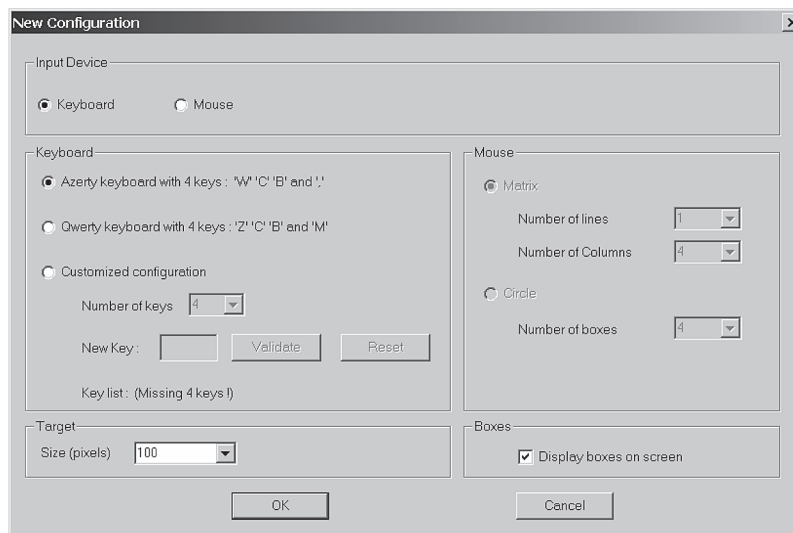 New Configuration
Input Device
Keyboard
Mouse
Keyboard
Azerty keyboard with 4 keys : 'W' 'C' 'B' and ','
Qwerty keyboard with 4 keys : 'Z' 'C' 'B' and 'M'
Customized configuration
Number of keys 4
New Key : Validate Reset
Key list : (Missing 4 keys !)
Mouse
Matrix
Number of lines 1
Number of Columns 4
Circle
Number of boxes 4
Target
Size (pixels) 100
Boxes
Display boxes on screen
OK
Cancel